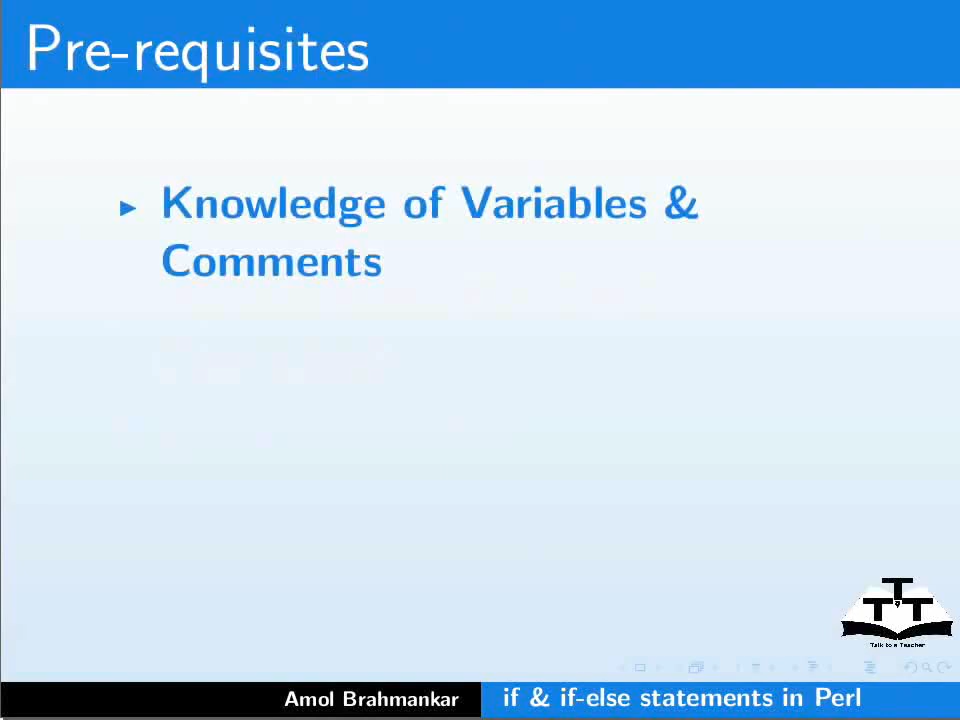 Pre-requisites
Knowledge of Variables &
Comments
T T T
Talk to a Teacher
Amol Brahmankar
if & if-else statements in Perl